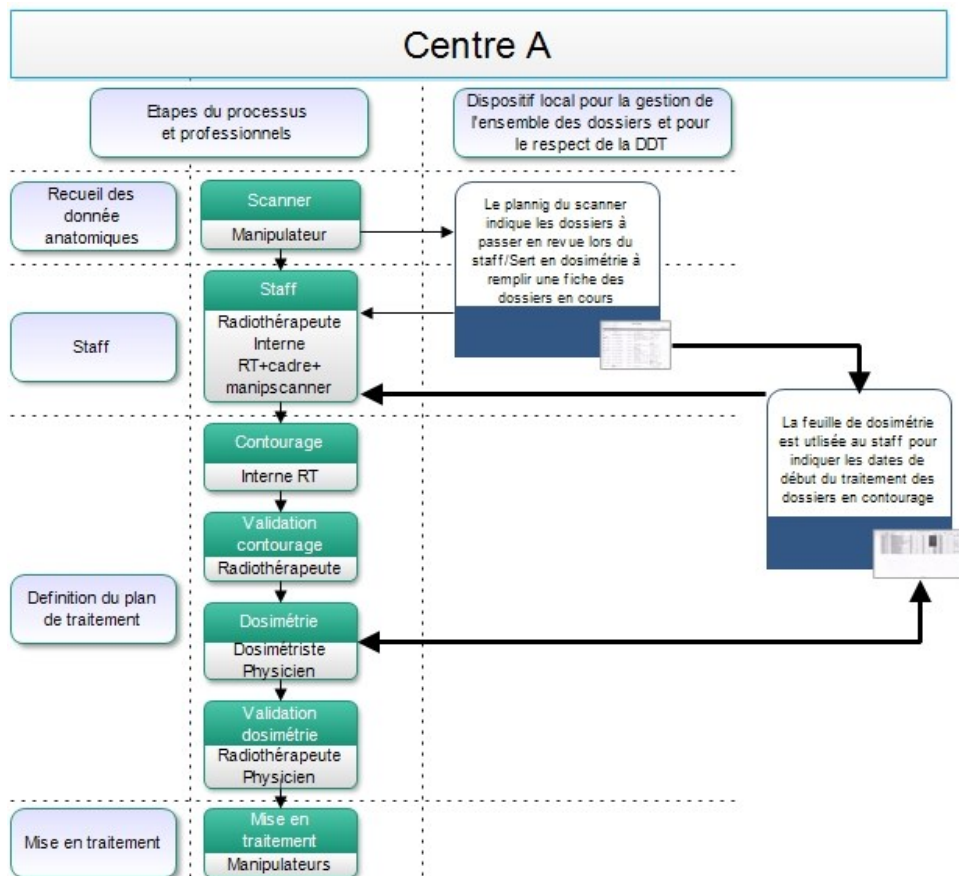 Centre A
Etapes du processus
et professionnels
Dispositif local pour la gestion de
l'ensemble des dossiers et pour
le respect de la DDT
Recueil des
donnée
anatomiques
Scanner
Manipulateur
Le plannig du scanner
indique les dossiers à
passer en revue lors du
staff/Sert en dosimétrie à
remplir une fiche des
dossiers en cours
Staff
Staff
Radiothérapeute
Interne
RT+cadre+
manipscanner
La feuille de dosimétrie
est utlisée au staff pour
indiquer les dates de
début du traitement des
dossiers en contourage
Definition du plan
de traitement
Contourage
Interne RT
Validation
contourage
Radiothérapeute
Dosimétrie
Dosimétriste
Physicien
Validation
dosimétrie
Radiothérapeute
Physicien
Mise en traitement
Mise en
traitement
Manipulateurs